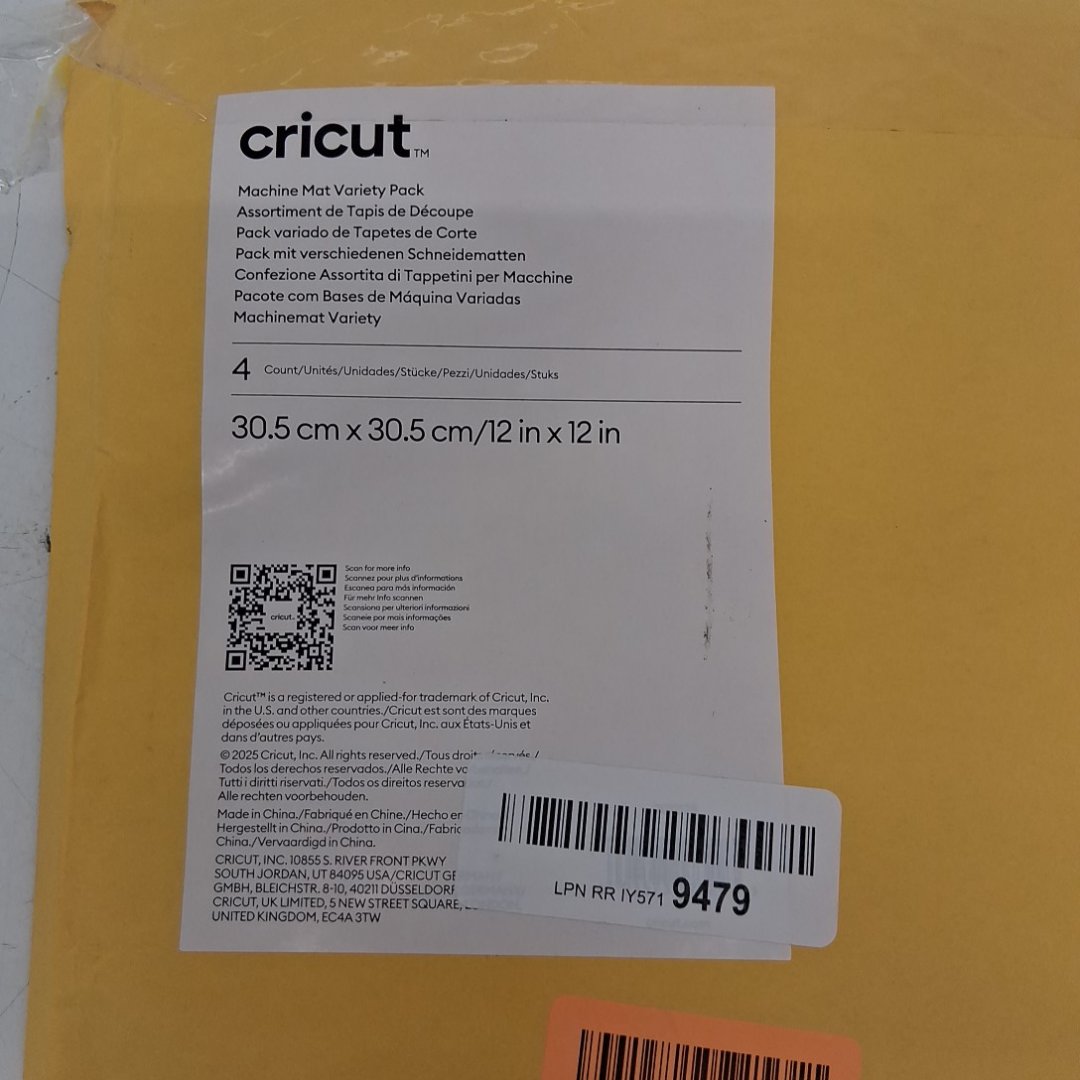 cricut™
Machine Mat Variety Pack
Assortiment de Tapis de Découpe
Pack variado de Tapetes de Corte
Pack mit verschiedenen Schneidematten
Confezione Assortita di Tappetini per Macchine
Pacote com Bases de Máquina Variadas
Machinemat Variety
4 Count/Unités/Unidades/Stücke/Pezzi/Unidades/Stuks
30.5 cm x 30.5 cm/12 in x 12 in
cricut.
Scan for more info
Scannez pour plus d'informations
Escanea para más información
Für mehr Info scannen
Scansiona per ulteriori informazioni
Scaneie por mais informações
Scan voor meer info
Cricut™ is a registered or applied-for trademark of Cricut, Inc.
in the U.S. and other countries./Cricut est sont des marques
déposées ou appliquées pour Cricut, Inc. aux États-Unis et
dans d'autres pays.
© 2025 Cricut, Inc. All rights reserved./Tous
Todos los derechos reservados./Alle Rechte
Tutti i diritti riservati./Todos os direitos
Alle rechten voorbehouden.
Made in China./Fabriqué en Chine./Hecho
Hergestellt in China./Prodotto in Cina.
China./Vervaardigd in China.
CRICUT, INC. 10855 S. RIVER FRONT PKWY
SOUTH JORDAN, UT 84095 USA/CRICUT
GMBH, BLEICHSTR. 8-10, 40211 DÜSSELDORF
CRICUT, UK LIMITED, 5 NEW STREET SQUARE,
UNITED KINGDOM, EC4A 3TW
LPN RR IY571 9479